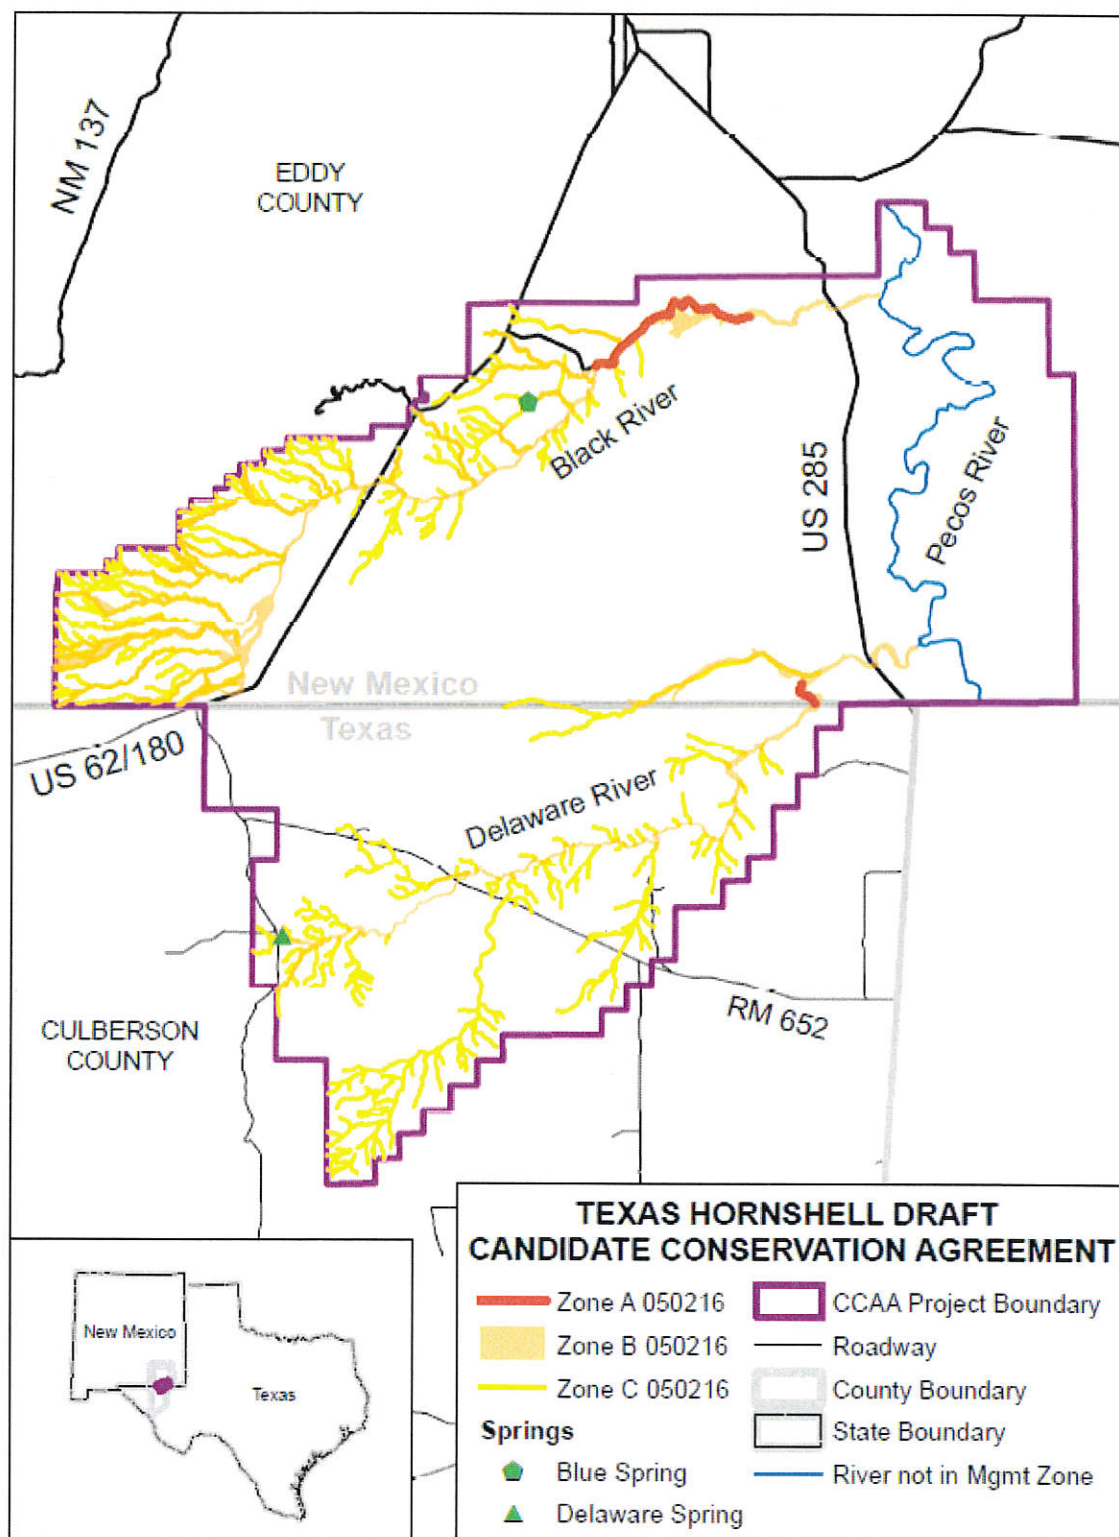 NM 137
EDDY
COUNTY
Black River
US 285
Pecos River
New Mexico
Texas
US 62/180
Delaware River
CULBERSON
COUNTY
RM 652
TEXAS HORNSHELL DRAFT
CANDIDATE CONSERVATION AGREEMENT
Zone A 050216
Zone B 050216
Zone C 050216
Springs
Blue Spring
Delaware Spring
CCAA Project Boundary
Roadway
County Boundary
State Boundary
River not in Mgmt Zone
New Mexico
Texas